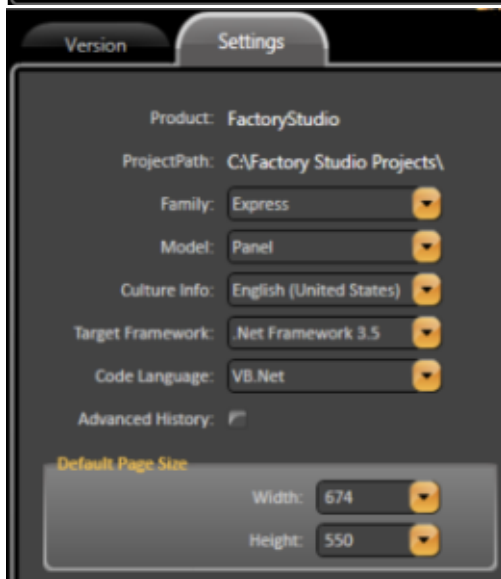 Version
Settings
Product: FactoryStudio
ProjectPath: C:\Factory Studio Projects\
Family: Express
Model: Panel
Culture Info: English (United States)
Target Framework: .Net Framework 3.5
Code Language: VB.Net
Advanced History:
Default Page Size
Width: 674
Height: 550